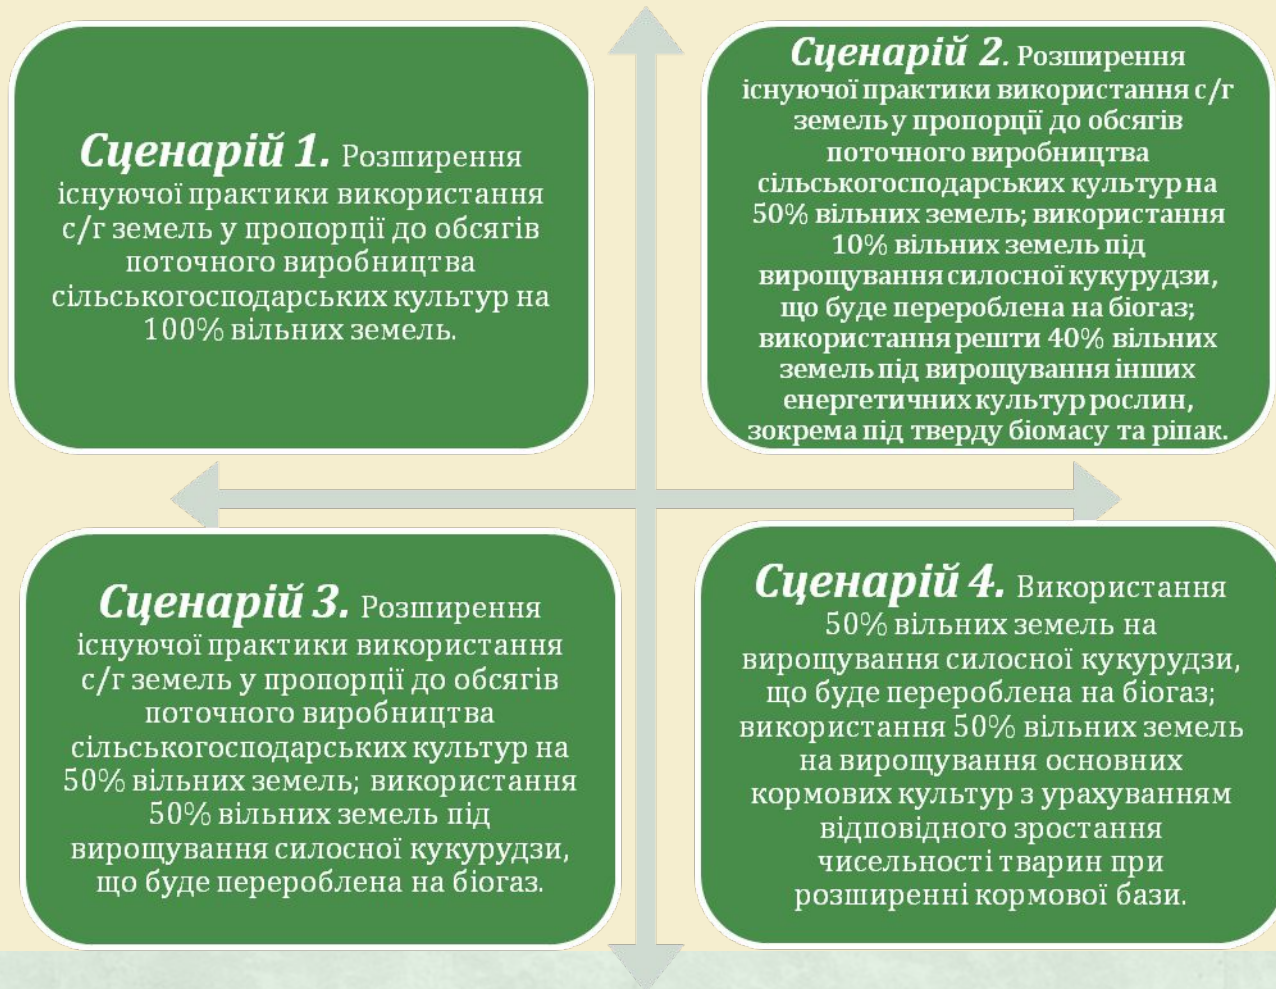 Сценарій 1. Розширення
існуючої практики використання
с/г земель у пропорції до обсягів
поточного виробництва
сільськогосподарських культур на
100% вільних земель.
Сценарій 2. Розширення
існуючої практики використання с/г
земель у пропорції до обсягів
поточного виробництва
сільськогосподарських культур на
50% вільних земель; використання
10% вільних земель під
вирощування силосної кукурудзи,
що буде перероблена на біогаз;
використання решти 40% вільних
земель під вирощування інших
енергетичних культур рослин,
зокрема під тверду біомасу та ріпак.
Сценарій 3. Розширення
існуючої практики використання
с/г земель у пропорції до обсягів
поточного виробництва
сільськогосподарських культур на
50% вільних земель; використання
50% вільних земель під
вирощування силосної кукурудзи,
що буде перероблена на біогаз.
Сценарій 4. Використання
50% вільних земель на
вирощування силосної кукурудзи,
що буде перероблена на біогаз;
використання 50% вільних земель
на вирощування основних
кормових культур з урахуванням
відповідного зростання
чисельності тварин при
розширенні кормової бази.